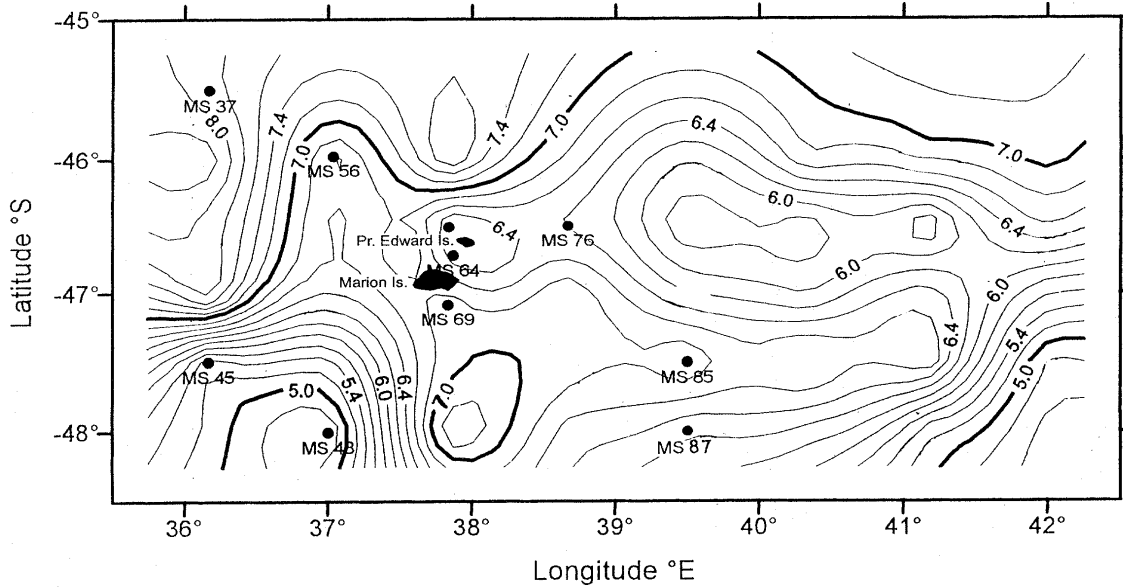 -45°
MS 37
8.0
7.4
7.4
7.0
6.4
7.0
7.0
-46°
MS 56
6.0
6.4
6.4
Pr. Edward Is.
MS 76
MS 64
Marion Is.
6.0
6.0
-47°
MS 69
6.4
5.4
MS 45
5.0
5.4
6.0
6.4
7.0
MS 85
5.0
-48°
MS 48
MS 87
36°
37°
38°
39°
40°
41°
42°
Latitude °S
Longitude °E